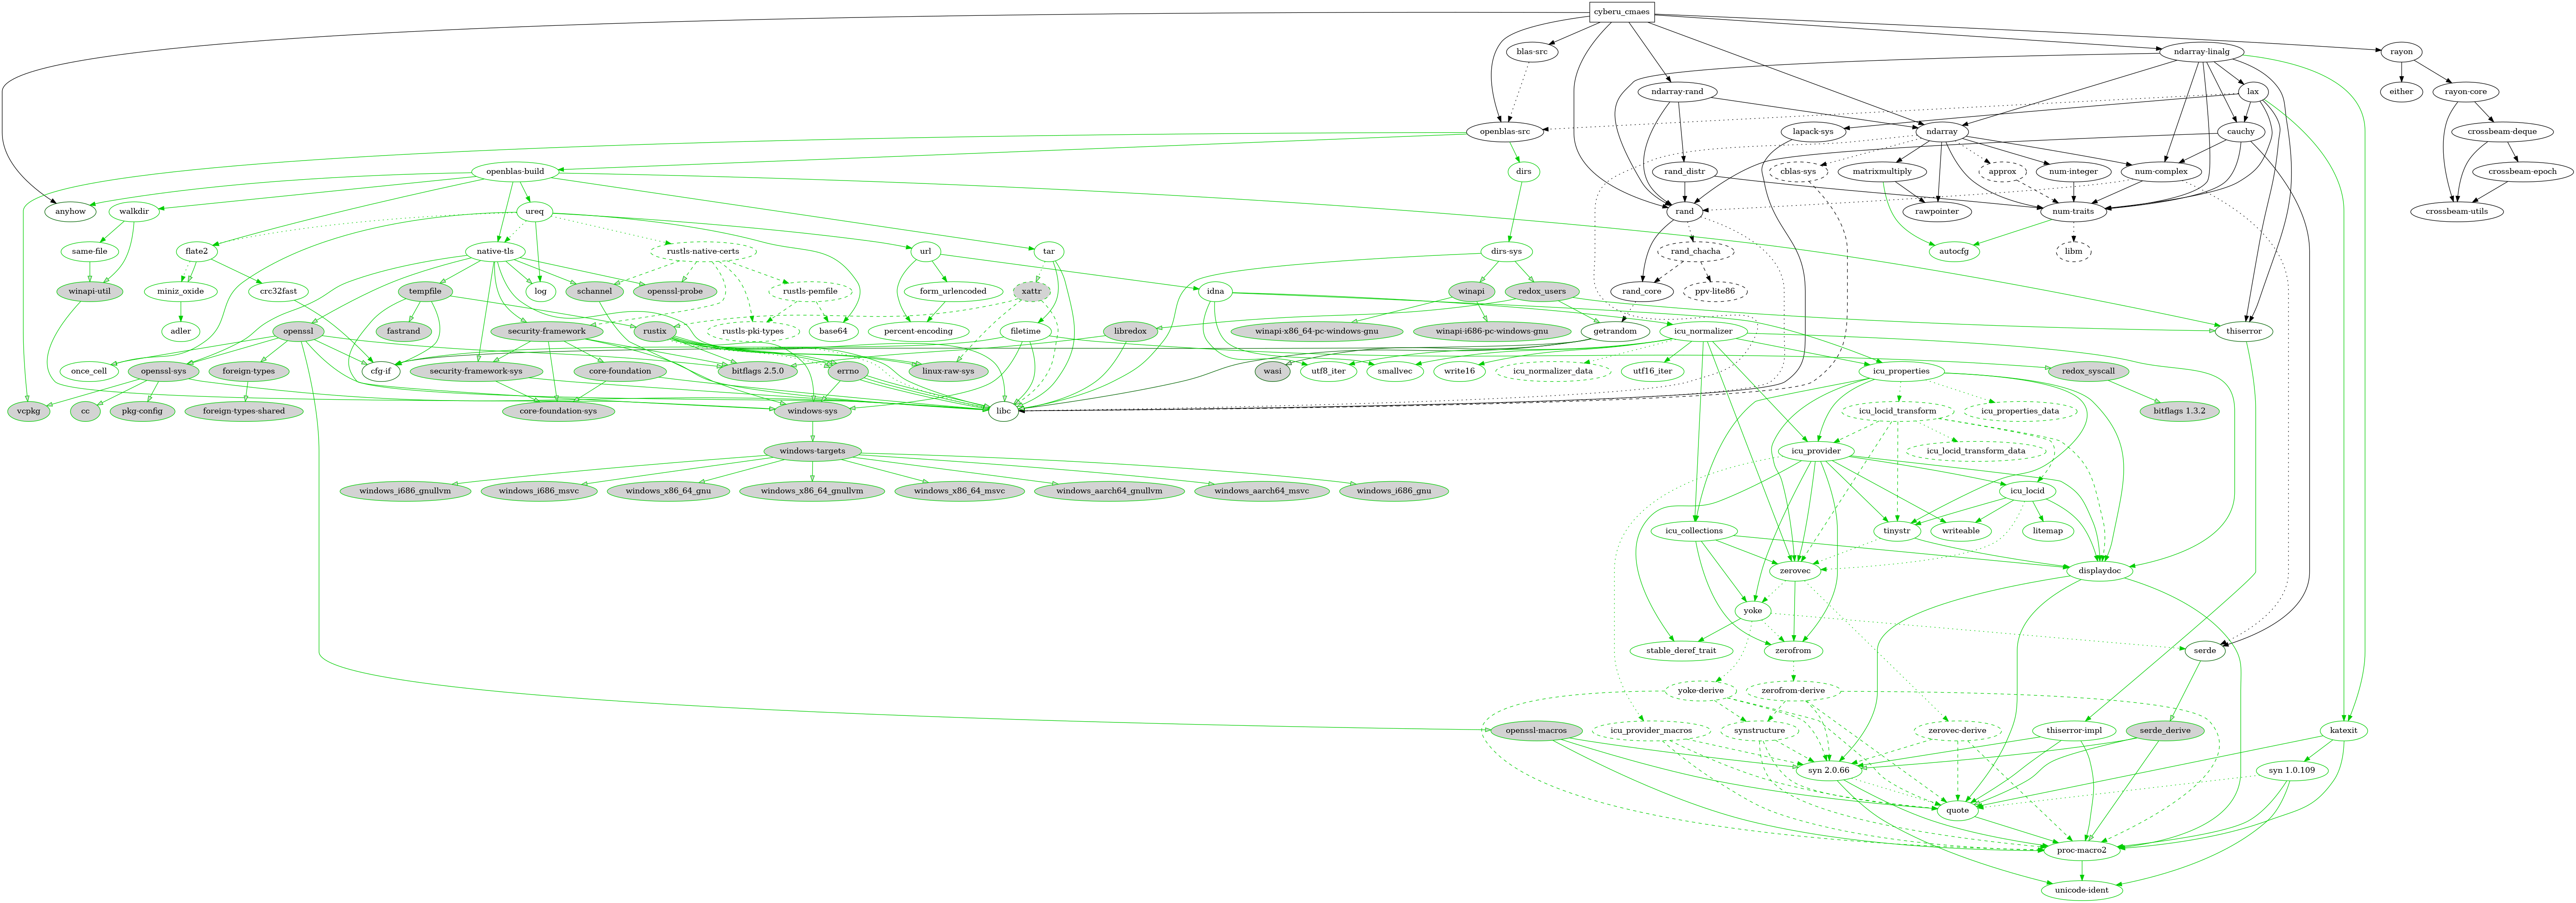 cyberu_cmaes
blas-src
ndarray-linalg
rayon
ndarray-rand
lax
either
rayon-core
openblas-src
lapack-sys
ndarray
cauchy
crossbeam-deque
openblas-build
dirs
rand_distr
cblas-sys
matrixmultiply
approx
num-integer
num-complex
crossbeam-epoch
anyhow
walkdir
ureq
rand
rawpointer
num-traits
crossbeam-utils
same-file
flate2
native-tls
rustls-native-certs
url
tar
dirs-sys
rand_chacha
autocfg
libm
winapi-util
miniz_oxide
crc32fast
tempfile
log
schannel
openssl-probe
rustls-pemfile
form_urlencoded
xattr
idna
winapi
redox_users
rand_core
ppv-lite86
adler
openssl
fastrand
security-framework
rustix
rustls-pki-types
base64
percent-encoding
filetime
libredox
winapi-x86_64-pc-windows-gnu
winapi-i686-pc-windows-gnu
getrandom
icu_normalizer
thiserror
once_cell
openssl-sys
foreign-types
cfg-if
security-framework-sys
core-foundation
bitflags 2.5.0
errno
linux-raw-sys
wasi
utf8_iter
smallvec
write16
icu_normalizer_data
utf16_iter
icu_properties
redox_syscall
vcpkg
cc
pkg-config
foreign-types-shared
core-foundation-sys
windows-sys
libc
icu_locid_transform
icu_properties_data
bitflags 1.3.2
windows-targets
icu_provider
icu_locid_transform_data
windows_i686_gnullvm
windows_i686_msvc
windows_x86_64_gnu
windows_x86_64_gnullvm
windows_x86_64_msvc
windows_aarch64_gnullvm
windows_aarch64_msvc
windows_i686_gnu
icu_locid
icu_collections
tinystr
writeable
litemap
zerovec
displaydoc
yoke
stable_deref_trait
zerofrom
serde
yoke-derive
zerofrom-derive
openssl-macros
icu_provider_macros
synstructure
zerovec-derive
thiserror-impl
serde_derive
katexit
syn 2.0.66
syn 1.0.109
quote
proc-macro2
unicode-ident